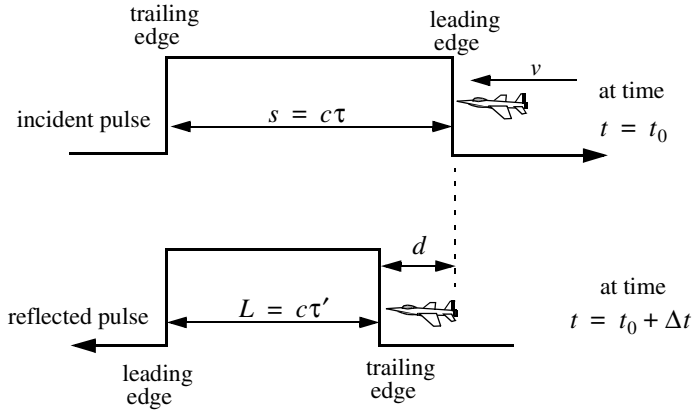 trailing
edge
leading
edge
v
at time
t = t₀
incident pulse
s = cτ
d
at time
t = t₀ + Δt
reflected pulse
L = cτ′
leading
edge
trailing
edge